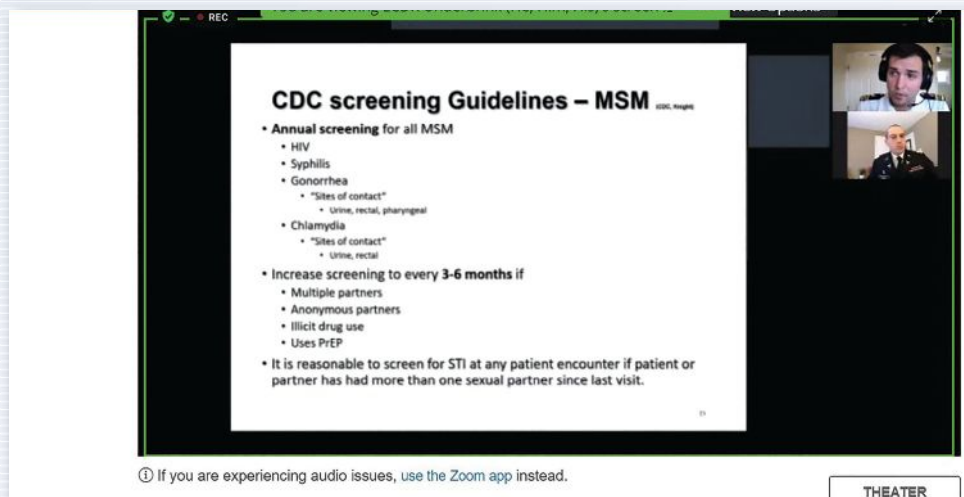 REC
CDC screening Guidelines – MSM (CDC, Knight)
• Annual screening for all MSM
• HIV
• Syphilis
• Gonorrhea
• "Sites of contact"
• Urine, rectal, pharyngeal
• Chlamydia
• "Sites of contact"
• Urine, rectal
• Increase screening to every 3-6 months if
• Multiple partners
• Anonymous partners
• Illicit drug use
• Uses PrEP
• It is reasonable to screen for STI at any patient encounter if patient or
partner has had more than one sexual partner since last visit.
If you are experiencing audio issues, use the Zoom app instead.
THEATER